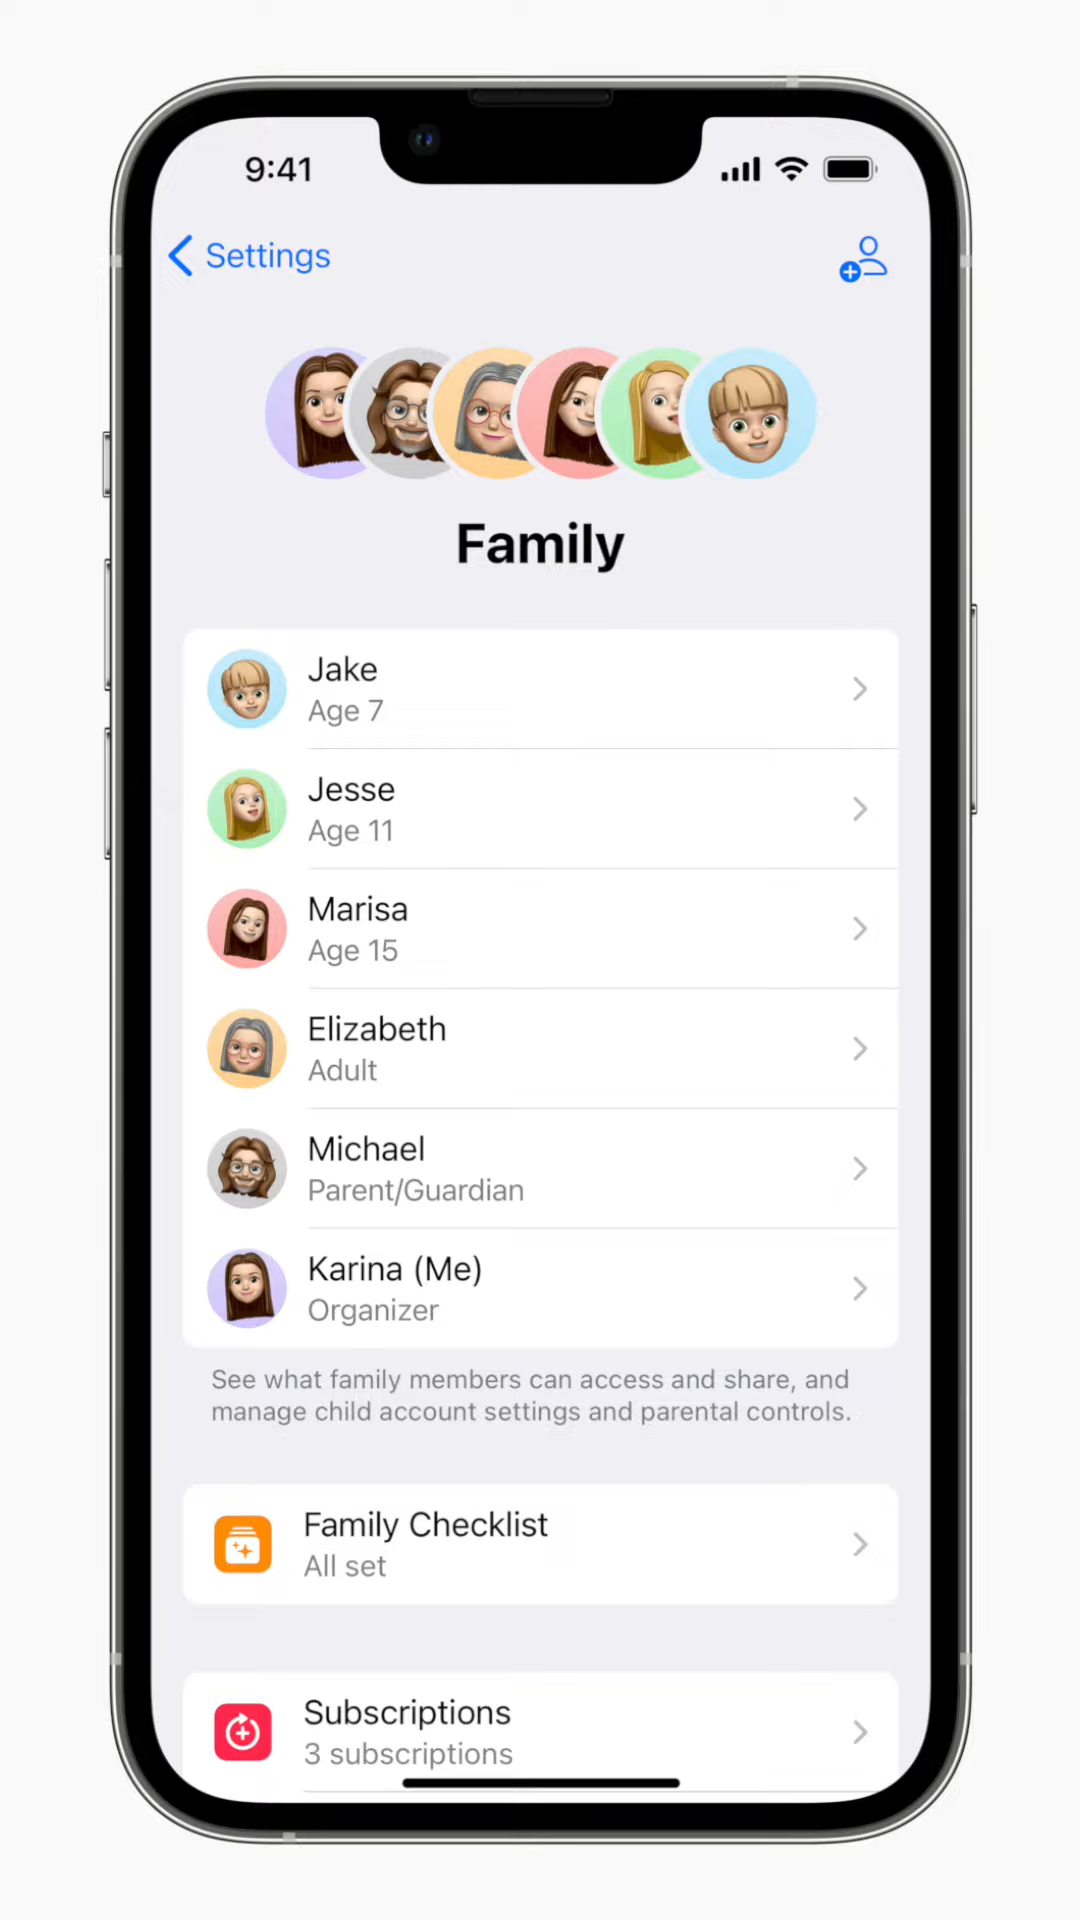 9:41
Settings
Family
Jake
Age 7
Jesse
Age 11
Marisa
Age 15
Elizabeth
Adult
Michael
Parent/Guardian
Karina (Me)
Organizer
See what family members can access and share, and
manage child account settings and parental controls.
Family Checklist
All set
Subscriptions
3 subscriptions